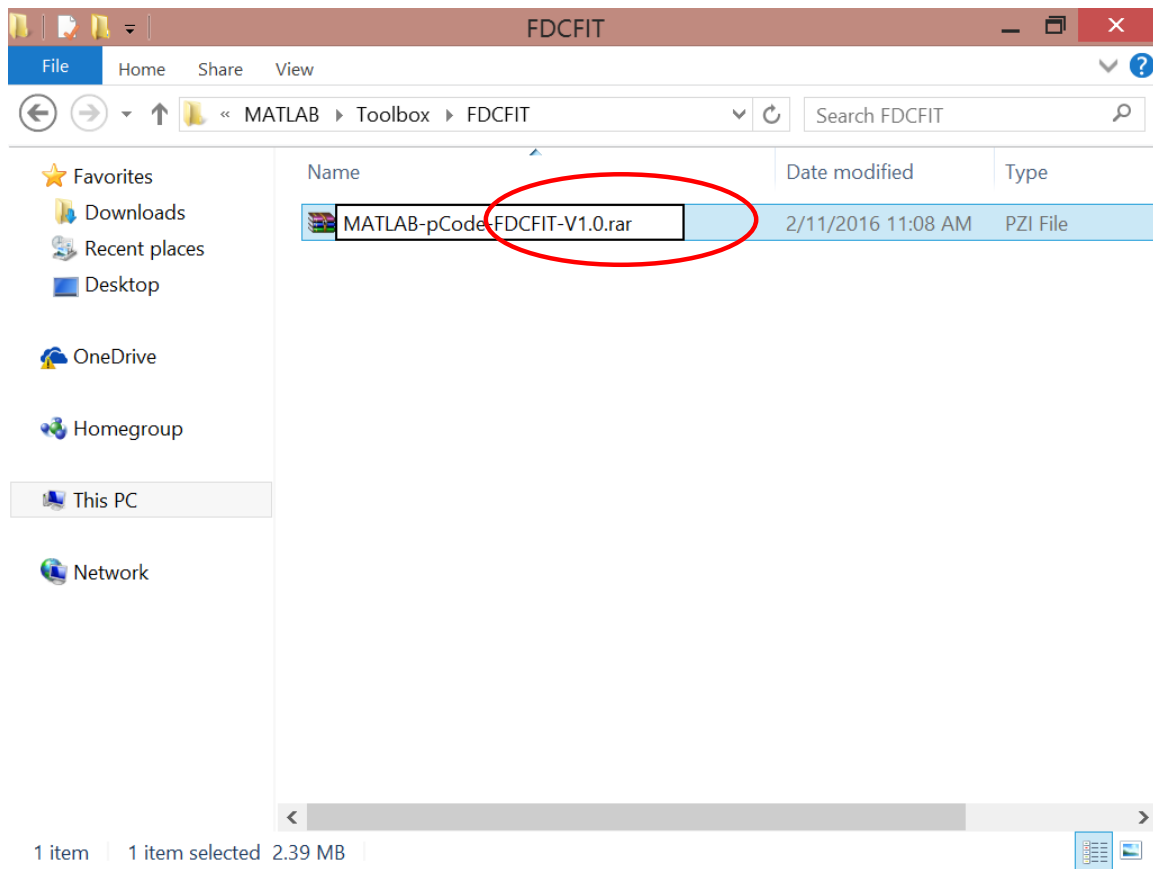 FDCFIT
File Home Share View
« MATLAB Toolbox FDCFIT Search FDCFIT
Favorites
Downloads
Recent places
Desktop
OneDrive
Homegroup
This PC
Network
Name Date modified Type
MATLAB-pCode-FDCFIT-V1.0.rar 2/11/2016 11:08 AM PZI File
1 item 1 item selected 2.39 MB